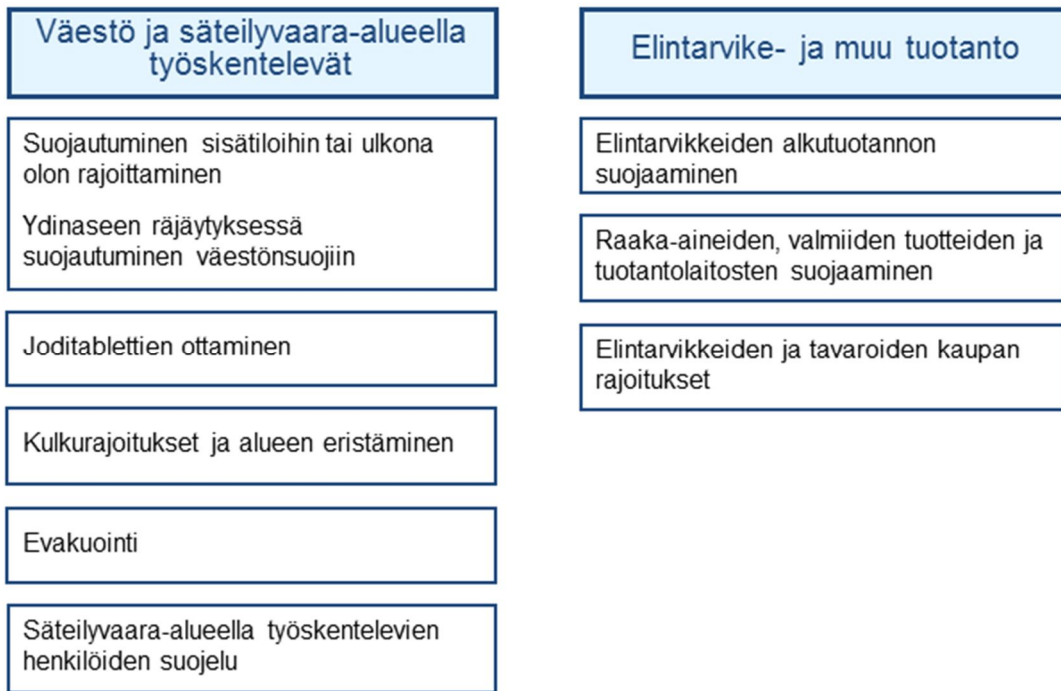 Väestö ja säteilyvaara-alueella
työskentelevät
Suojautuminen sisätiloihin tai ulkona
olon rajoittaminen
Ydinaseen räjäytyksessä
suojautuminen väestönsuojiin
Joditablettien ottaminen
Kulkurajoitukset ja alueen eristäminen
Evakuointi
Säteilyvaara-alueella työskentelevien
henkilöiden suojelu
Elintarvike- ja muu tuotanto
Elintarvikkeiden alkutuotannon
suojaaminen
Raaka-aineiden, valmiiden tuotteiden ja
tuotantolaitosten suojaaminen
Elintarvikkeiden ja tavaroiden kaupan
rajoitukset